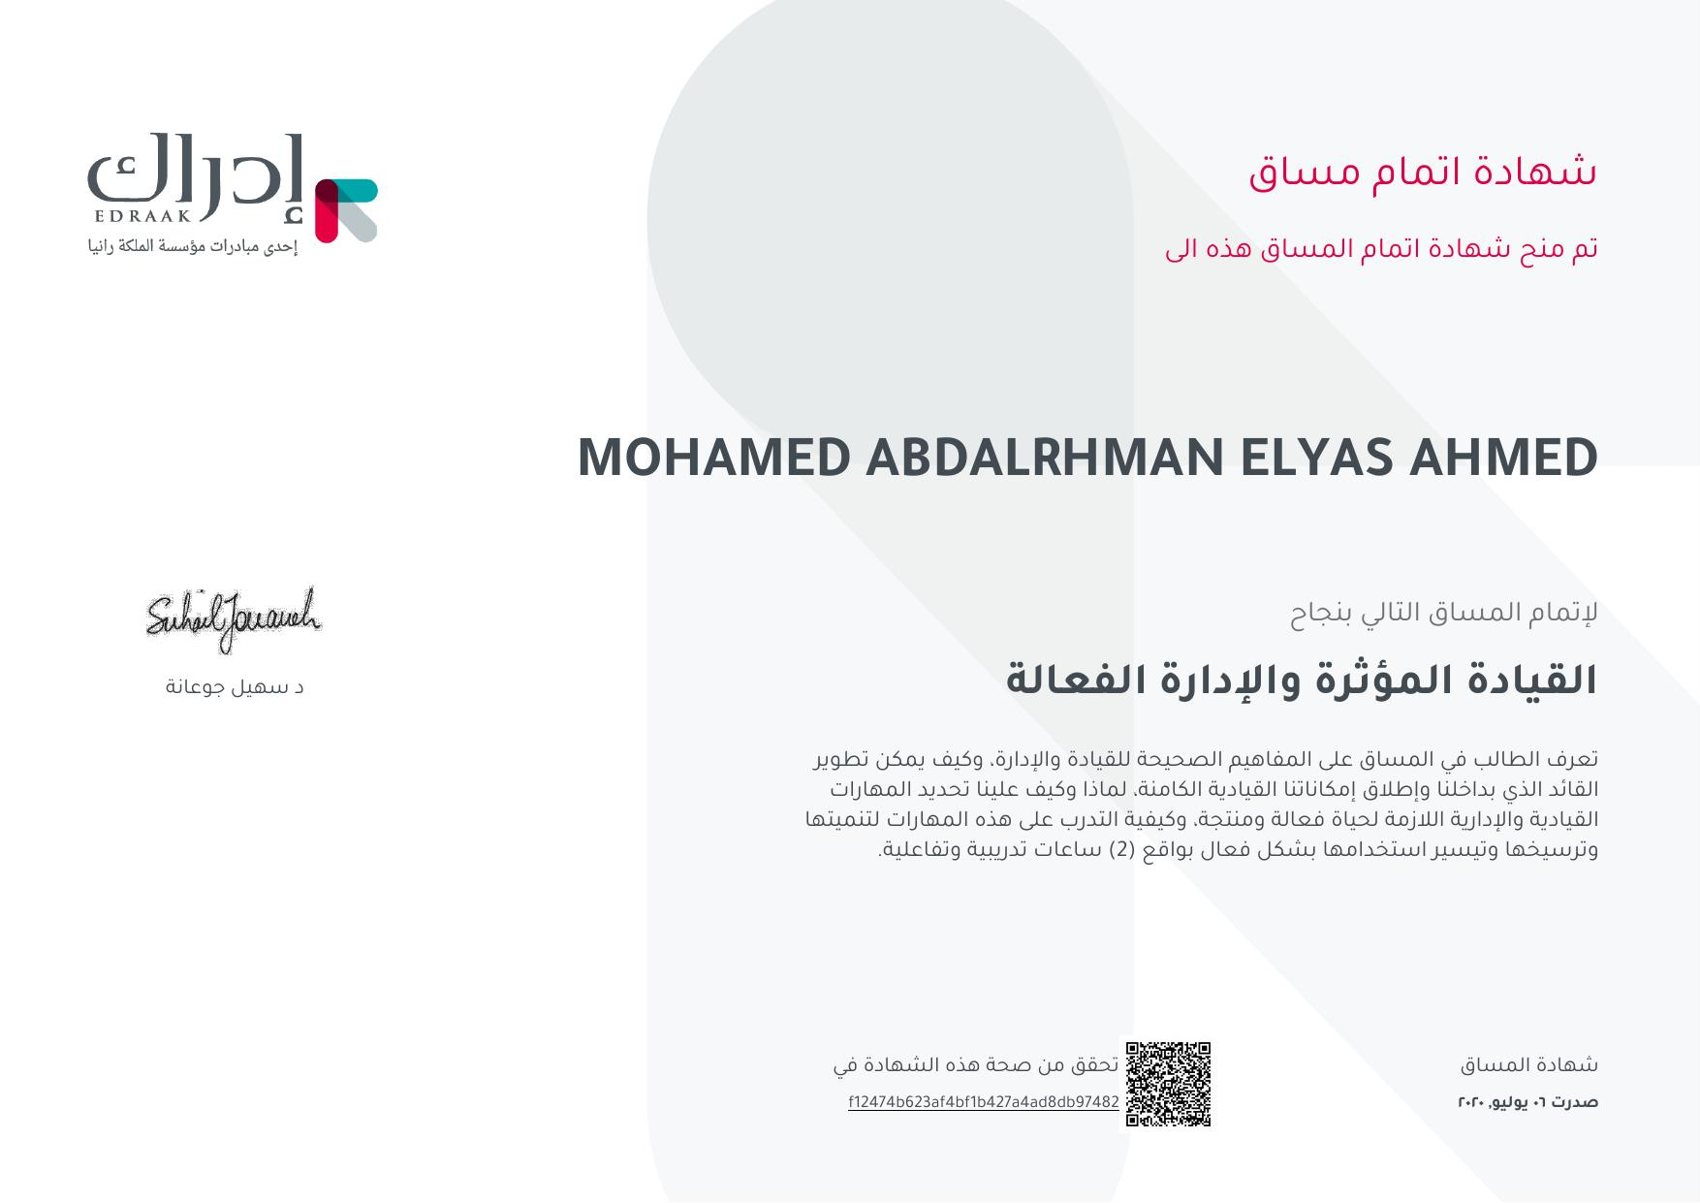 إدراك
EDRAAK
إحدى مبادرات مؤسسة الملكة رانيا
شهادة اتمام مساق
تم منح شهادة اتمام المساق هذه الى
MOHAMED ABDALRHMAN ELYAS AHMED
لإتمام المساق التالي بنجاح
القيادة المؤثرة والإدارة الفعالة
تعرف الطالب في المساق على المفاهيم الصحيحة للقيادة والإدارة، وكيف يمكن تطوير
القائد الذي بداخلنا وإطلاق إمكاناتنا القيادية الكامنة، لماذا وكيف علينا تحديد المهارات
القيادية والإدارية اللازمة لحياة فعالة ومنتجة، وكيفية التدرب على هذه المهارات لتنميتها
وترسيخها وتيسير استخدامها بشكل فعال بواقع (2) ساعات تدريبية وتفاعلية.
Suhail Jouaneh
د سهيل جوعانة
شهادة المساق
صدرت ٠٦ يوليو, ٢٠٢٠
تحقق من صحة هذه الشهادة في
f12474b623af4bf1b427a4ad8db97482